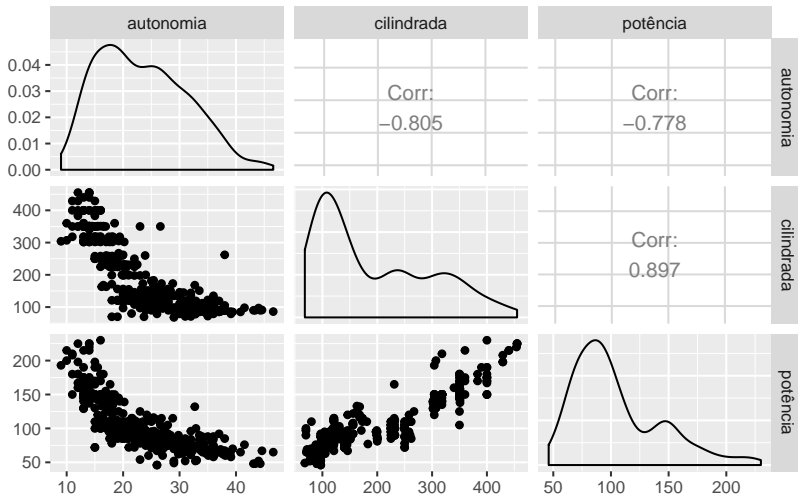 autonomia
cilindrada
potência
0.04
0.03
0.02
0.01
0.00
Corr:
−0.805
Corr:
−0.778
autonomia
400
300
200
100
Corr:
0.897
cilindrada
200
150
100
50
potência
10 20 30 40
100 200 300 400
50 100 150 200